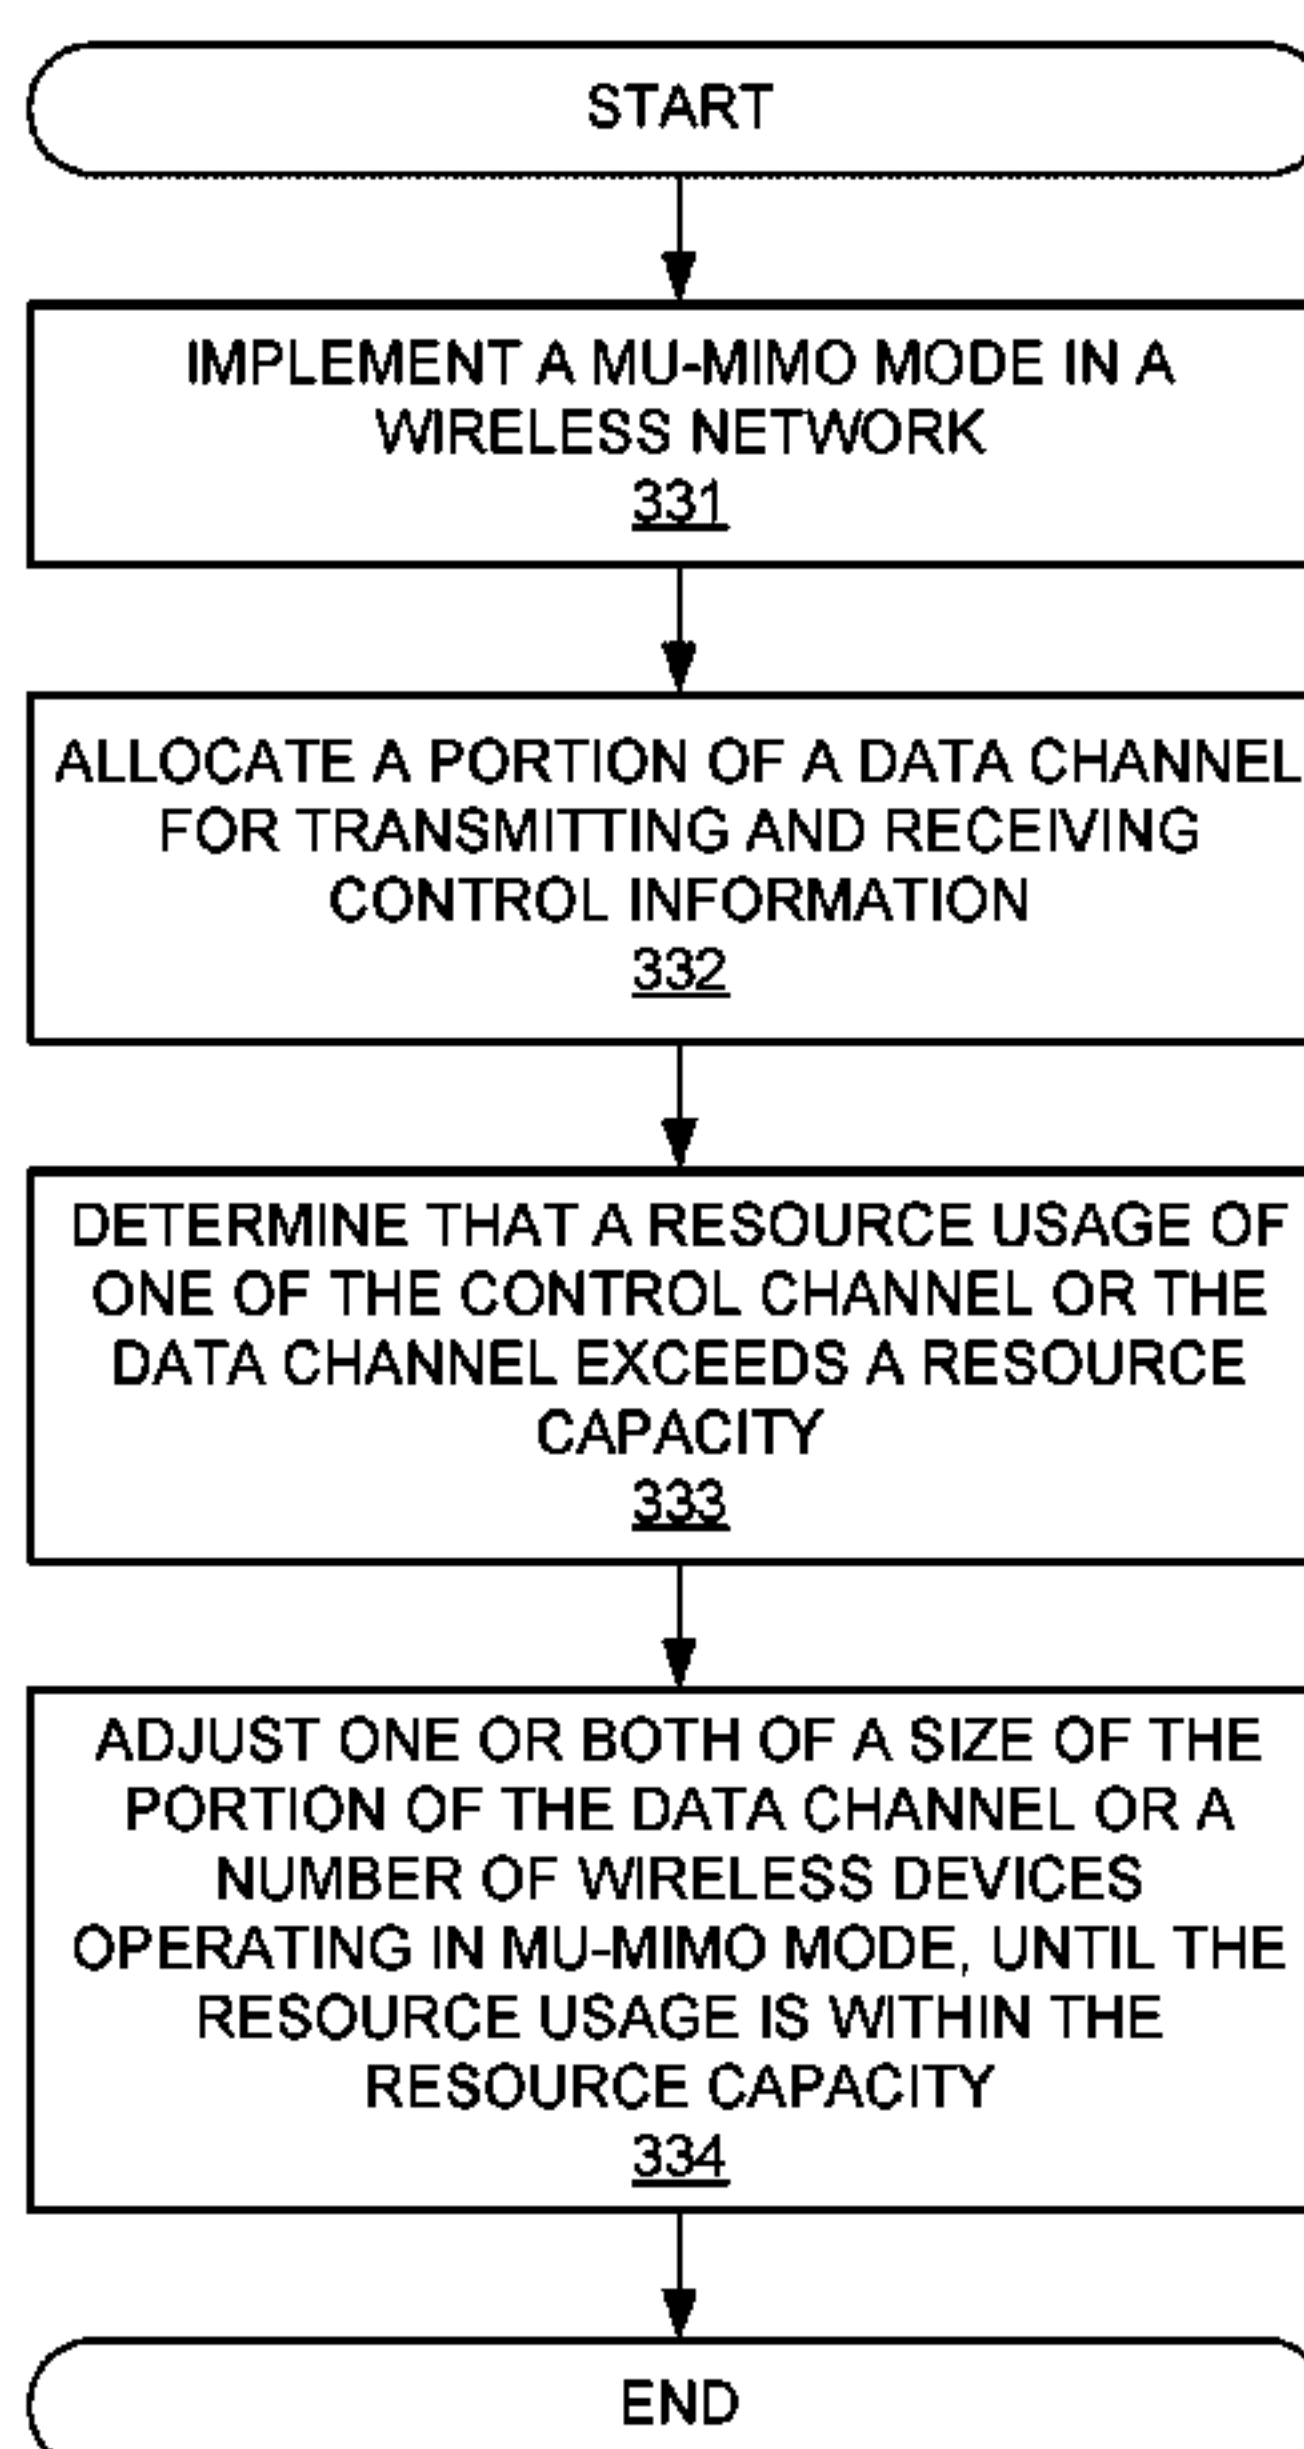 START
IMPLEMENT A MU-MIMO MODE IN A
WIRELESS NETWORK
331
ALLOCATE A PORTION OF A DATA CHANNEL
FOR TRANSMITTING AND RECEIVING
CONTROL INFORMATION
332
DETERMINE THAT A RESOURCE USAGE OF
ONE OF THE CONTROL CHANNEL OR THE
DATA CHANNEL EXCEEDS A RESOURCE
CAPACITY
333
ADJUST ONE OR BOTH OF A SIZE OF THE
PORTION OF THE DATA CHANNEL OR A
NUMBER OF WIRELESS DEVICES
OPERATING IN MU-MIMO MODE, UNTIL THE
RESOURCE USAGE IS WITHIN THE
RESOURCE CAPACITY
334
END